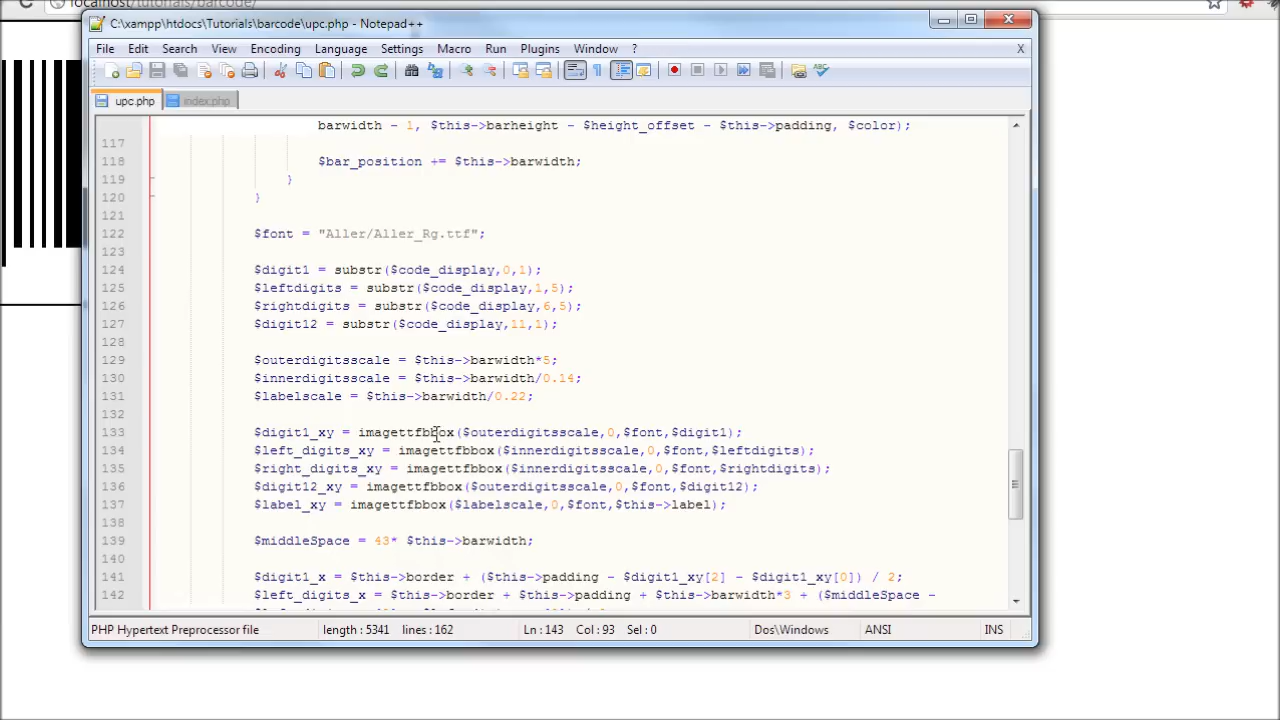 localhost/tutorials/barcode/
C:\xampp\htdocs\Tutorials\barcode\upc.php - Notepad++
File Edit Search View Encoding Language Settings Macro Run Plugins Window ? X
upc.php index.php
barwidth - 1, $this->barheight - $height_offset - $this->padding, $color);
117
118 $bar_position += $this->barwidth;
119 }
120 }
121
122 $font = "Aller/Aller_Rg.ttf";
123
124 $digit1 = substr($code_display,0,1);
125 $leftdigits = substr($code_display,1,5);
126 $rightdigits = substr($code_display,6,5);
127 $digit12 = substr($code_display,11,1);
128
129 $outerdigitsscale = $this->barwidth*5;
130 $innerdigitsscale = $this->barwidth/0.14;
131 $labelscale = $this->barwidth/0.22;
132
133 $digit1_xy = imagettfbbox($outerdigitsscale,0,$font,$digit1);
134 $left_digits_xy = imagettfbbox($innerdigitsscale,0,$font,$leftdigits);
135 $right_digits_xy = imagettfbbox($innerdigitsscale,0,$font,$rightdigits);
136 $digit12_xy = imagettfbbox($outerdigitsscale,0,$font,$digit12);
137 $label_xy = imagettfbbox($labelscale,0,$font,$this->label);
138
139 $middleSpace = 43* $this->barwidth;
140
141 $digit1_x = $this->border + ($this->padding - $digit1_xy[2] - $digit1_xy[0]) / 2;
142 $left_digits_x = $this->border + $this->padding + $this->barwidth*3 + ($middleSpace -
PHP Hypertext Preprocessor file length : 5341 lines : 162 Ln : 143 Col : 93 Sel : 0 Dos\Windows ANSI INS